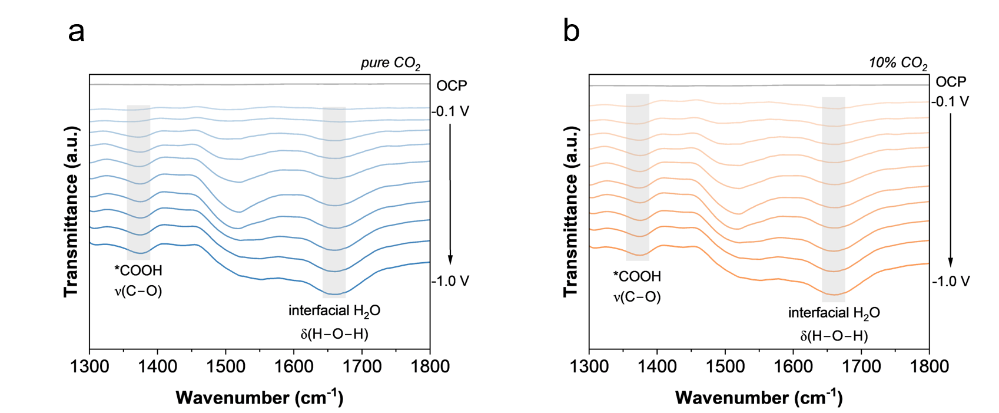 a
pure CO₂
OCP
-0.1 V
-1.0 V
Transmittance (a.u.)
*COOH
ν(C−O)
interfacial H₂O
δ(H−O−H)
1300 1400 1500 1600 1700 1800
Wavenumber (cm⁻¹)
b
10% CO₂
OCP
-0.1 V
-1.0 V
Transmittance (a.u.)
*COOH
ν(C−O)
interfacial H₂O
δ(H−O−H)
1300 1400 1500 1600 1700 1800
Wavenumber (cm⁻¹)